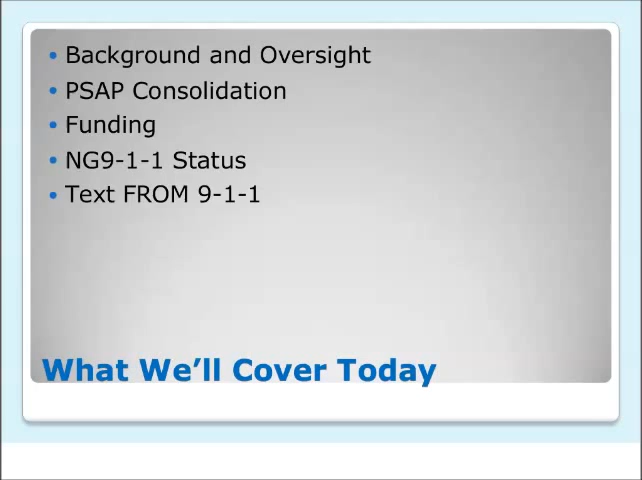 • Background and Oversight
• PSAP Consolidation
• Funding
• NG9-1-1 Status
• Text FROM 9-1-1
What We’ll Cover Today